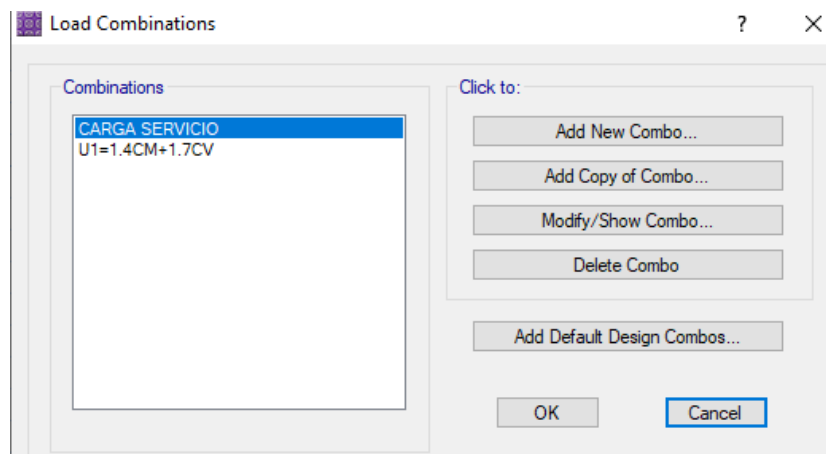 Load Combinations
?
Combinations
CARGA SERVICIO
U1=1.4CM+1.7CV
Click to:
Add New Combo...
Add Copy of Combo...
Modify/Show Combo...
Delete Combo
Add Default Design Combos...
OK
Cancel